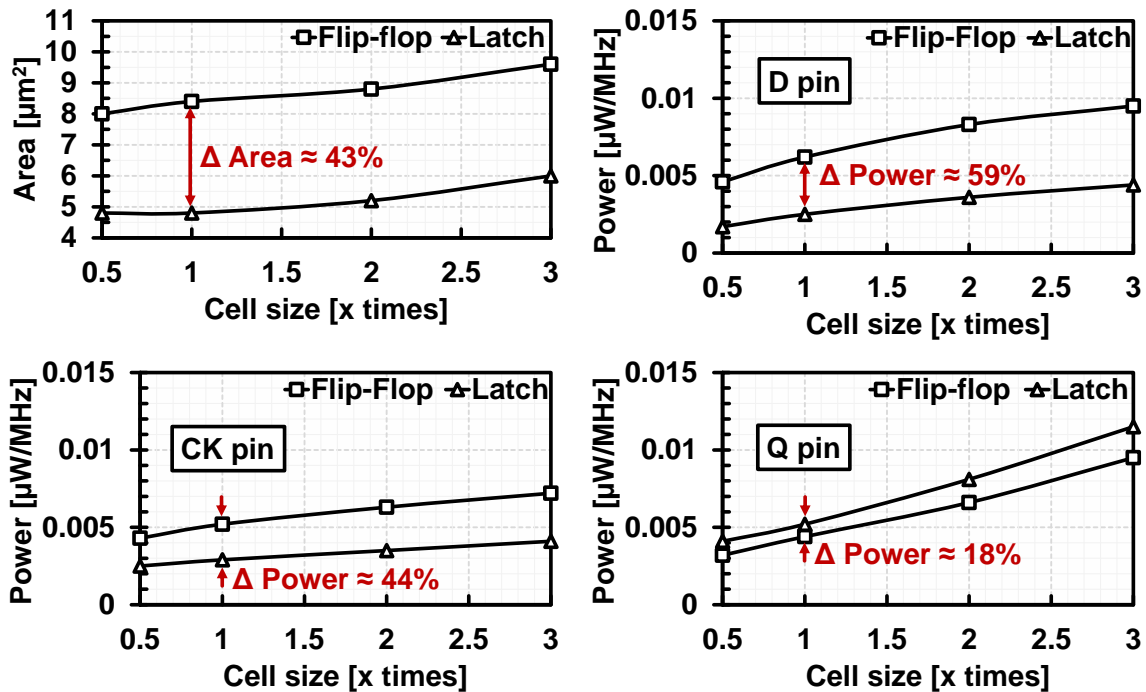 Area [µm²]
11
10
9
8
7
6
5
4
Flip-flop Latch
Δ Area ≈ 43%
0.5 1 1.5 2 2.5 3
Cell size [x times]
Power [µW/MHz]
0.015
0.01
0.005
0
Flip-Flop Latch
D pin
Δ Power ≈ 59%
0.5 1 1.5 2 2.5 3
Cell size [x times]
Power [µW/MHz]
0.015
0.01
0.005
0
Flip-Flop Latch
CK pin
Δ Power ≈ 44%
0.5 1 1.5 2 2.5 3
Cell size [x times]
Power [µW/MHz]
0.015
0.01
0.005
0
Flip-flop Latch
Q pin
Δ Power ≈ 18%
0.5 1 1.5 2 2.5 3
Cell size [x times]